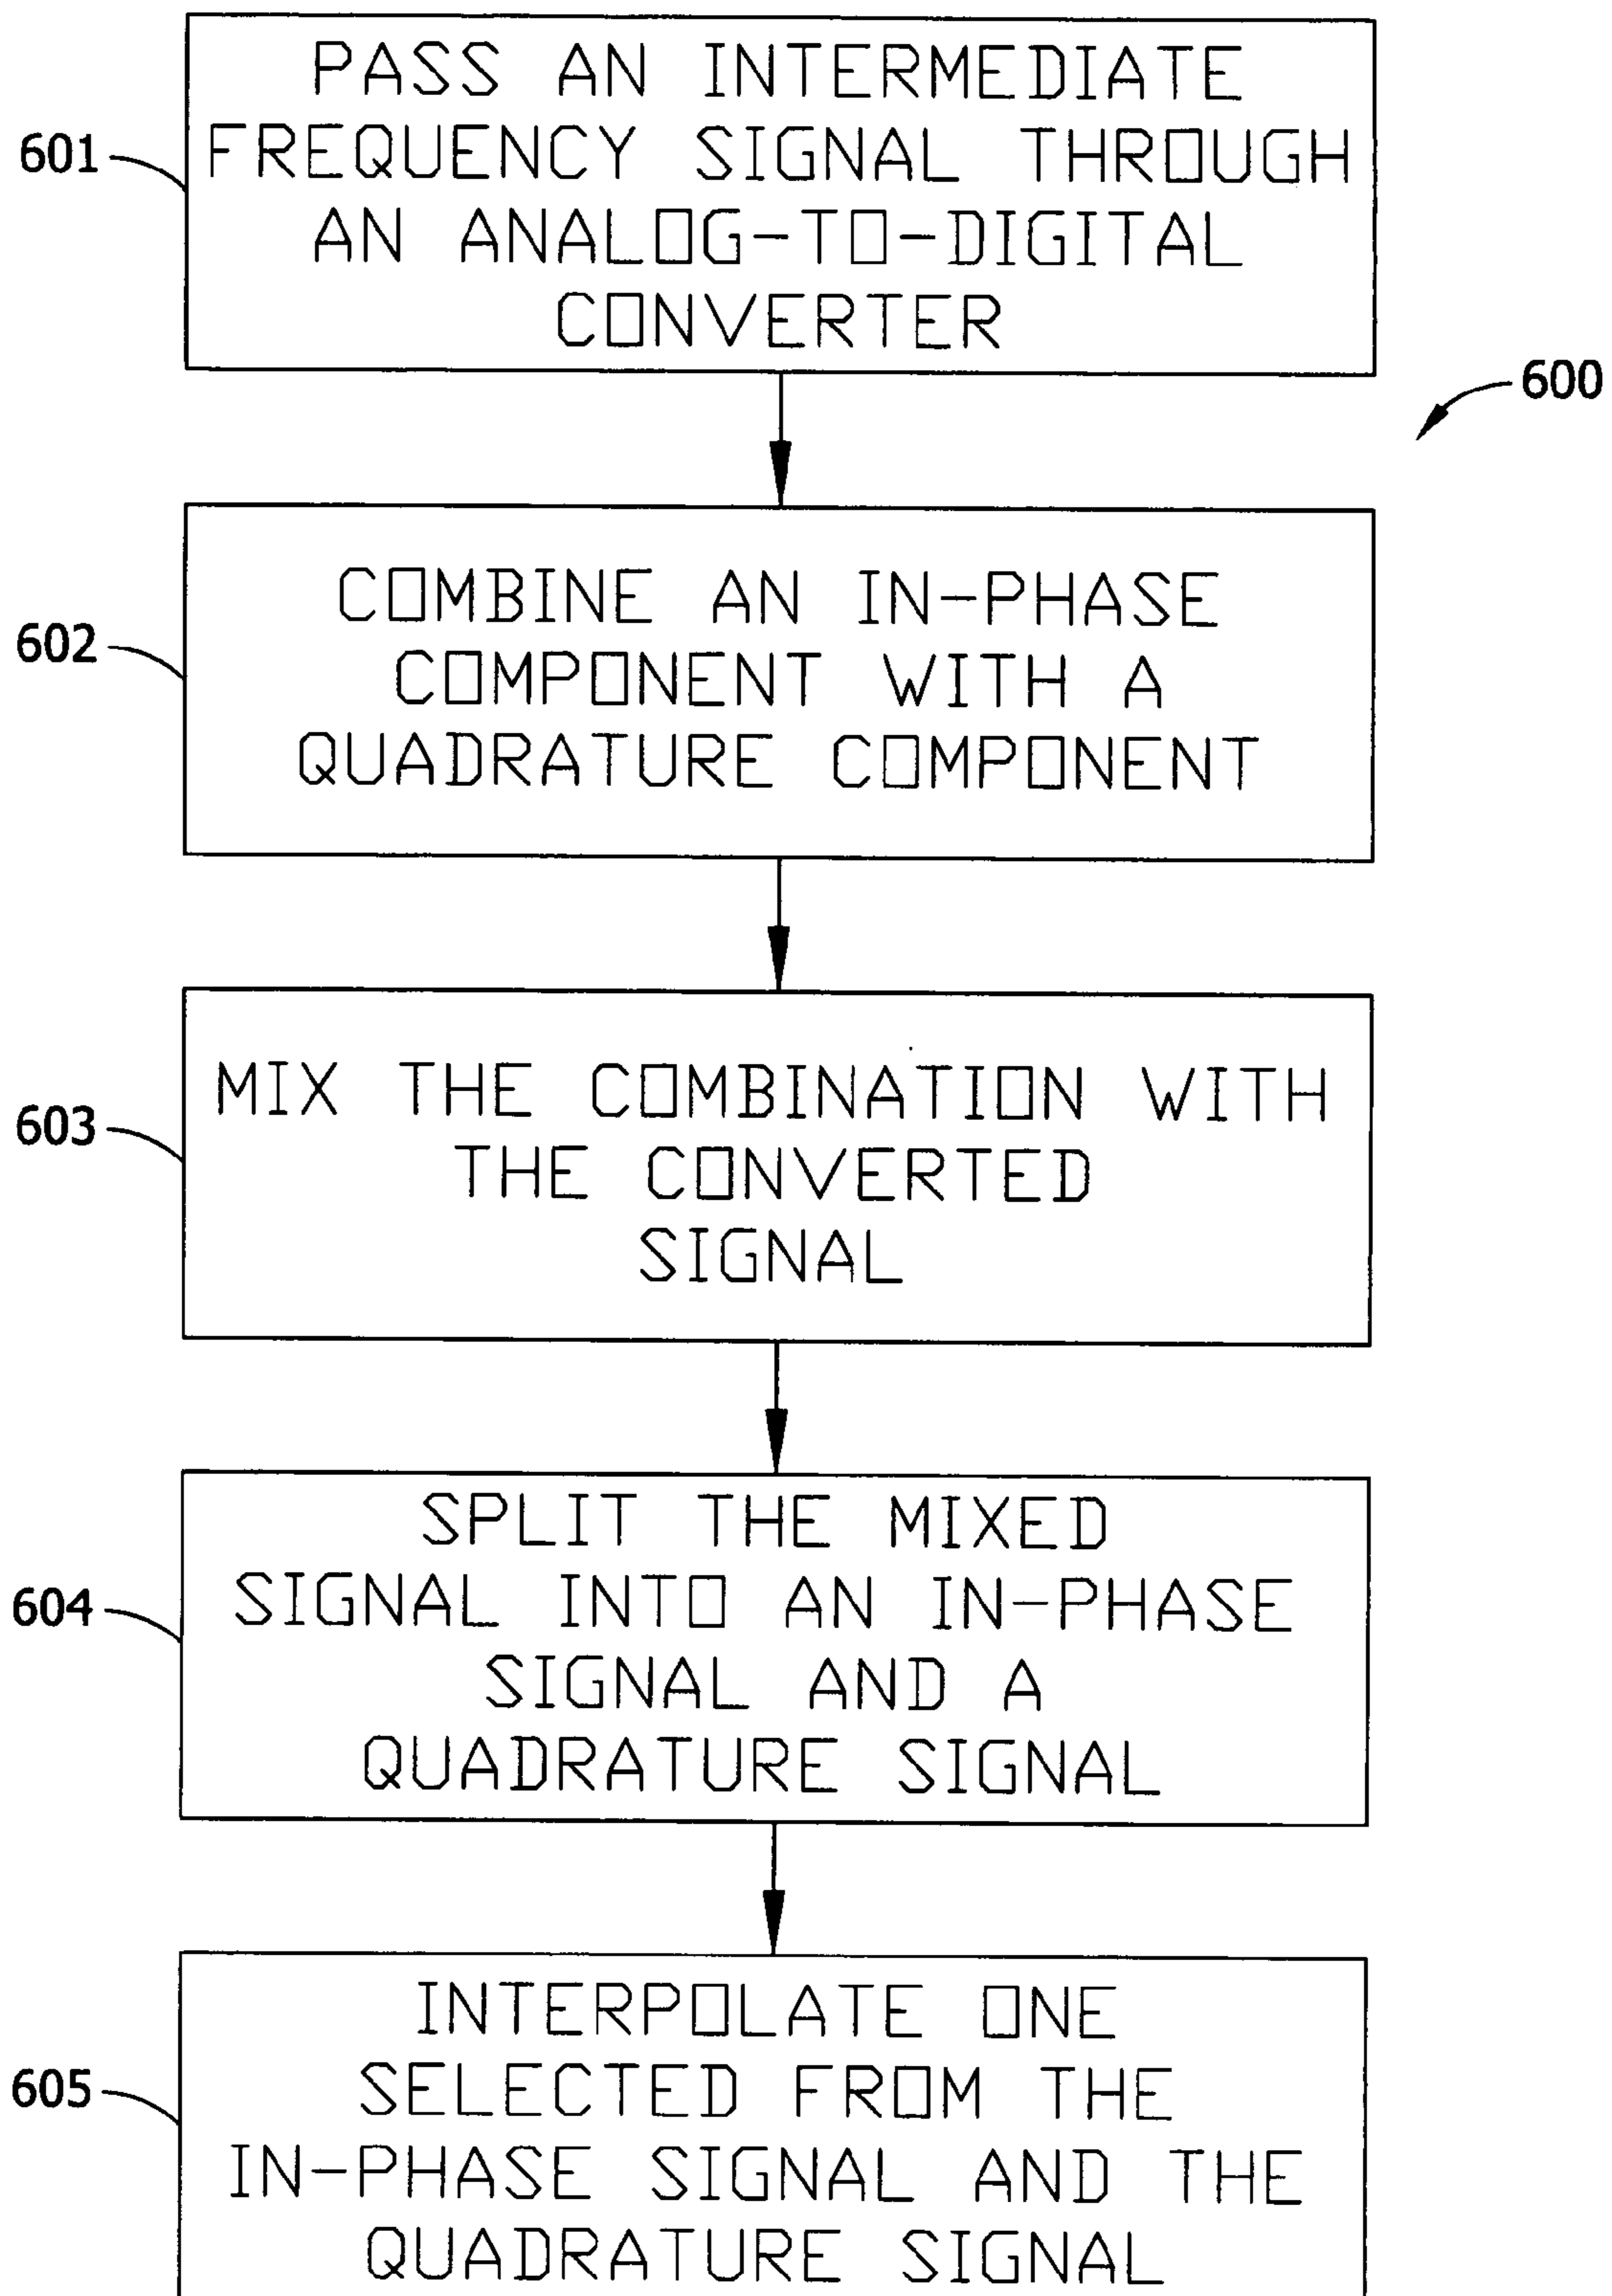 PASS AN INTERMEDIATE
601
FREQUENCY SIGNAL THROUGH
AN ANALOG-TO-DIGITAL
CONVERTER
600
COMBINE AN IN-PHASE
602
COMPONENT WITH A
QUADRATURE COMPONENT
MIX THE COMBINATION WITH
603
THE CONVERTED
SIGNAL
SPLIT THE MIXED
604
SIGNAL INTO AN IN-PHASE
SIGNAL AND A
QUADRATURE SIGNAL
INTERPOLATE ONE
605
SELECTED FROM THE
IN-PHASE SIGNAL AND THE
QUADRATURE SIGNAL